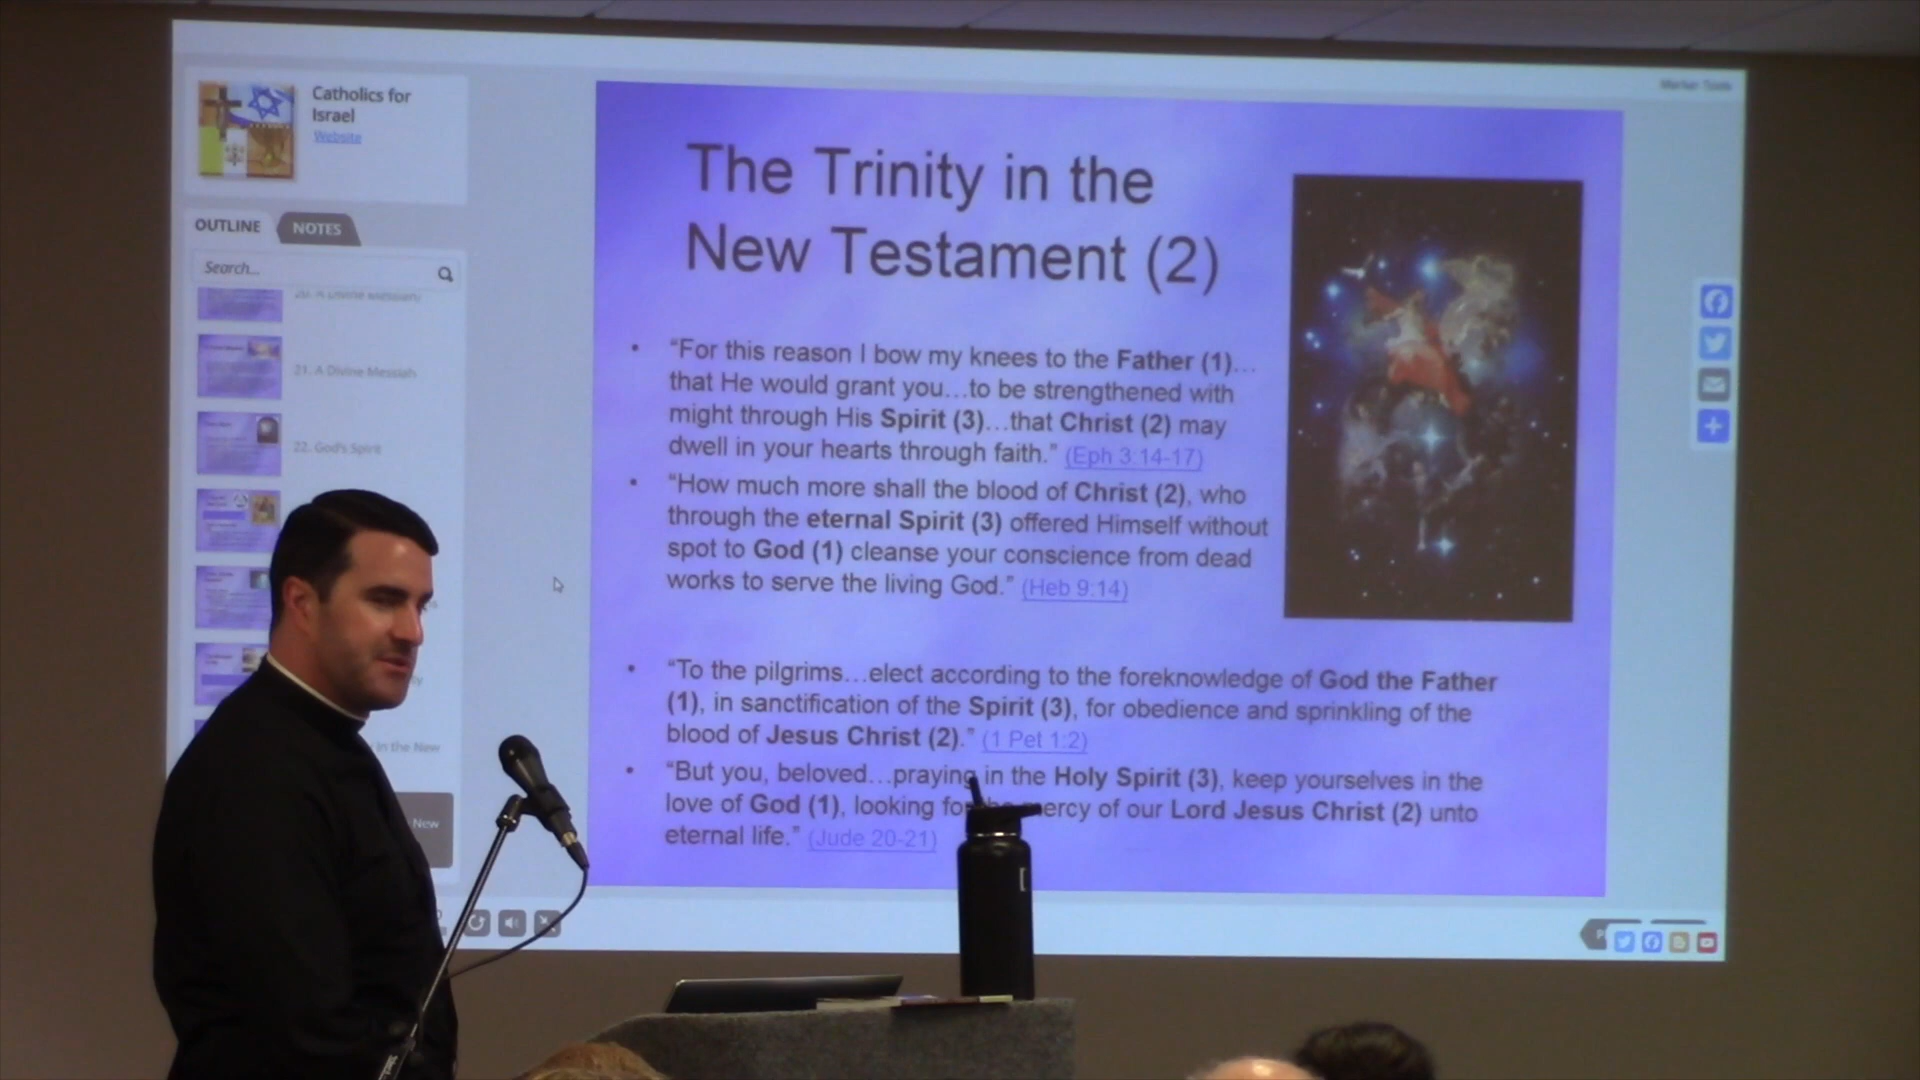 Catholics for
Israel
Website
OUTLINE
NOTES
Search...
20. A Divine Messiah
21. A Divine Messiah
22. God's Spirit
in the New
New
The Trinity in the
New Testament (2)
• “For this reason I bow my knees to the Father (1)…
that He would grant you…to be strengthened with
might through His Spirit (3)…that Christ (2) may
dwell in your hearts through faith.” (Eph 3:14-17)
• “How much more shall the blood of Christ (2), who
through the eternal Spirit (3) offered Himself without
spot to God (1) cleanse your conscience from dead
works to serve the living God.” (Heb 9:14)
• “To the pilgrims…elect according to the foreknowledge of God the Father
(1), in sanctification of the Spirit (3), for obedience and sprinkling of the
blood of Jesus Christ (2).” (1 Pet 1:2)
• “But you, beloved…praying in the Holy Spirit (3), keep yourselves in the
love of God (1), looking for mercy of our Lord Jesus Christ (2) unto
eternal life.” (Jude 20-21)